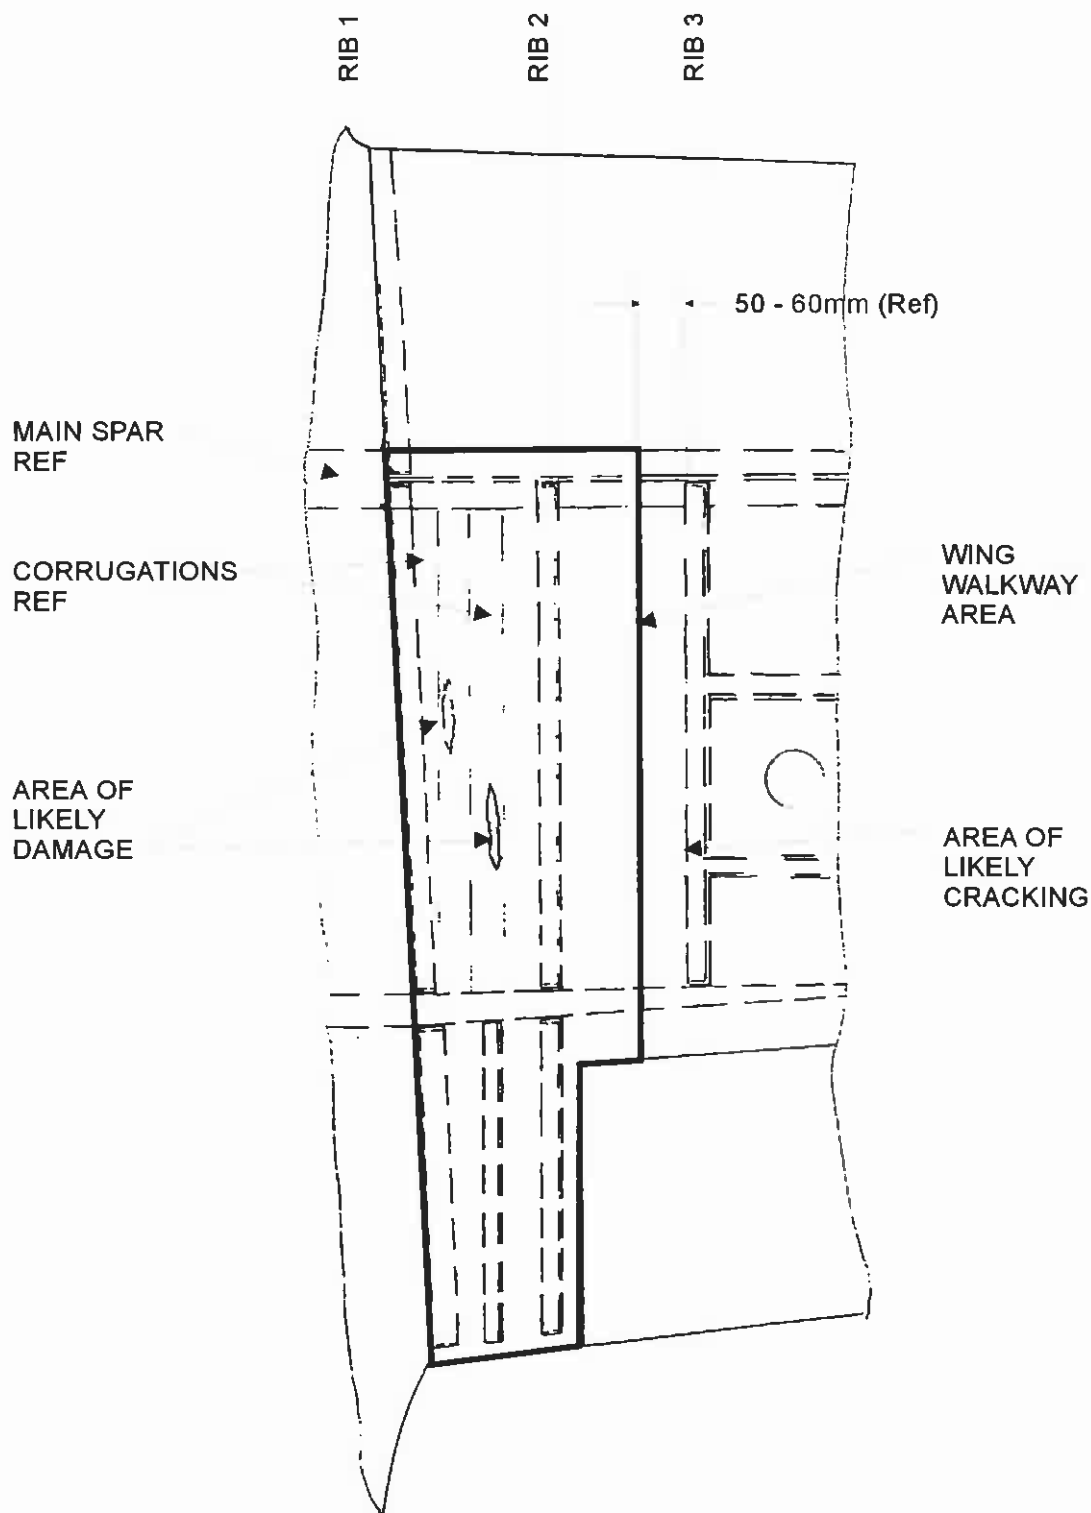 RIB 1
RIB 2
RIB 3
50 - 60mm (Ref)
MAIN SPAR
REF
CORRUGATIONS
REF
WING
WALKWAY
AREA
AREA OF
LIKELY
DAMAGE
AREA OF
LIKELY
CRACKING